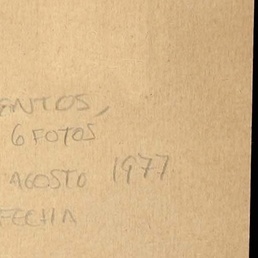 ENTOS,
6 FOTOS
AGOSTO 1977
FECHA